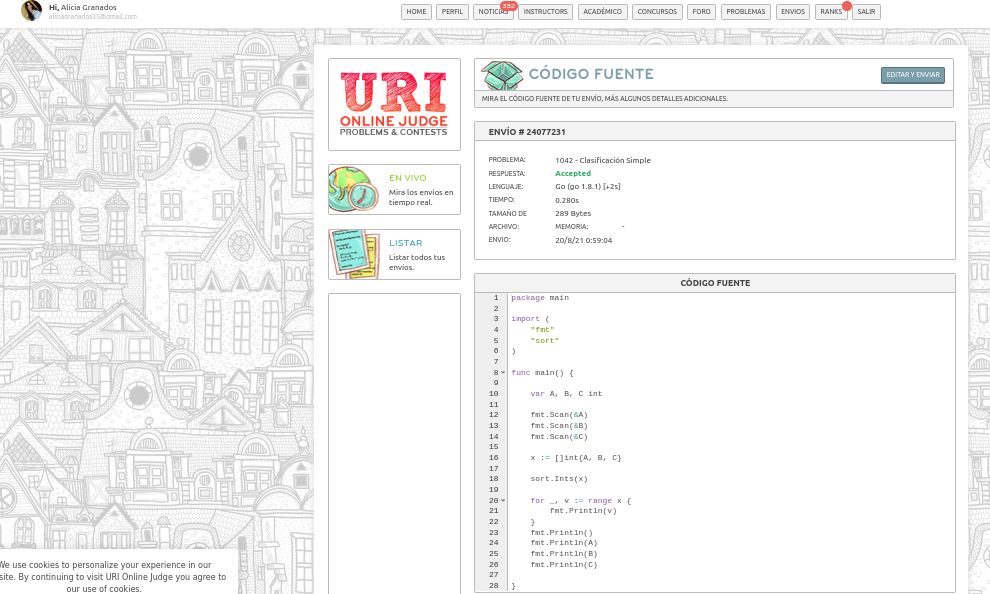 Hi, Alicia Granados
aliciagranados35@gmail.com
HOME PERFIL NOTICIAS 352 INSTRUCTORS ACADÉMICO CONCURSOS FORO PROBLEMAS ENVIOS RANKS SALIR
URI
ONLINE JUDGE
PROBLEMS & CONTESTS
CÓDIGO FUENTE
EDITAR Y ENVIAR
MIRA EL CÓDIGO FUENTE DE TU ENVÍO, MÁS ALGUNOS DETALLES ADICIONALES.
EN VIVO
Mira los envios en
tiempo real.
LISTAR
Listar todos tus
envios.
ENVÍO # 24077231
PROBLEMA: 1042 - Clasificación Simple
RESPUESTA: Accepted
LENGUAJE: Go (go 1.8.1) [+2s]
TIEMPO: 0.280s
TAMAÑO DE 289 Bytes
ARCHIVO: MEMORIA: -
ENVIO: 20/8/21 0:59:04
CÓDIGO FUENTE
1 package main
2
3 import (
4 "fmt"
5 "sort"
6 )
7
8 func main() {
9
10 var A, B, C int
11
12 fmt.Scan(&A)
13 fmt.Scan(&B)
14 fmt.Scan(&C)
15
16 x := []int{A, B, C}
17
18 sort.Ints(x)
19
20 for _, v := range x {
21 fmt.Println(v)
22 }
23 fmt.Println()
24 fmt.Println(A)
25 fmt.Println(B)
26 fmt.Println(C)
27
28 }
We use cookies to personalize your experience in our
site. By continuing to visit URI Online Judge you agree to
our use of cookies.